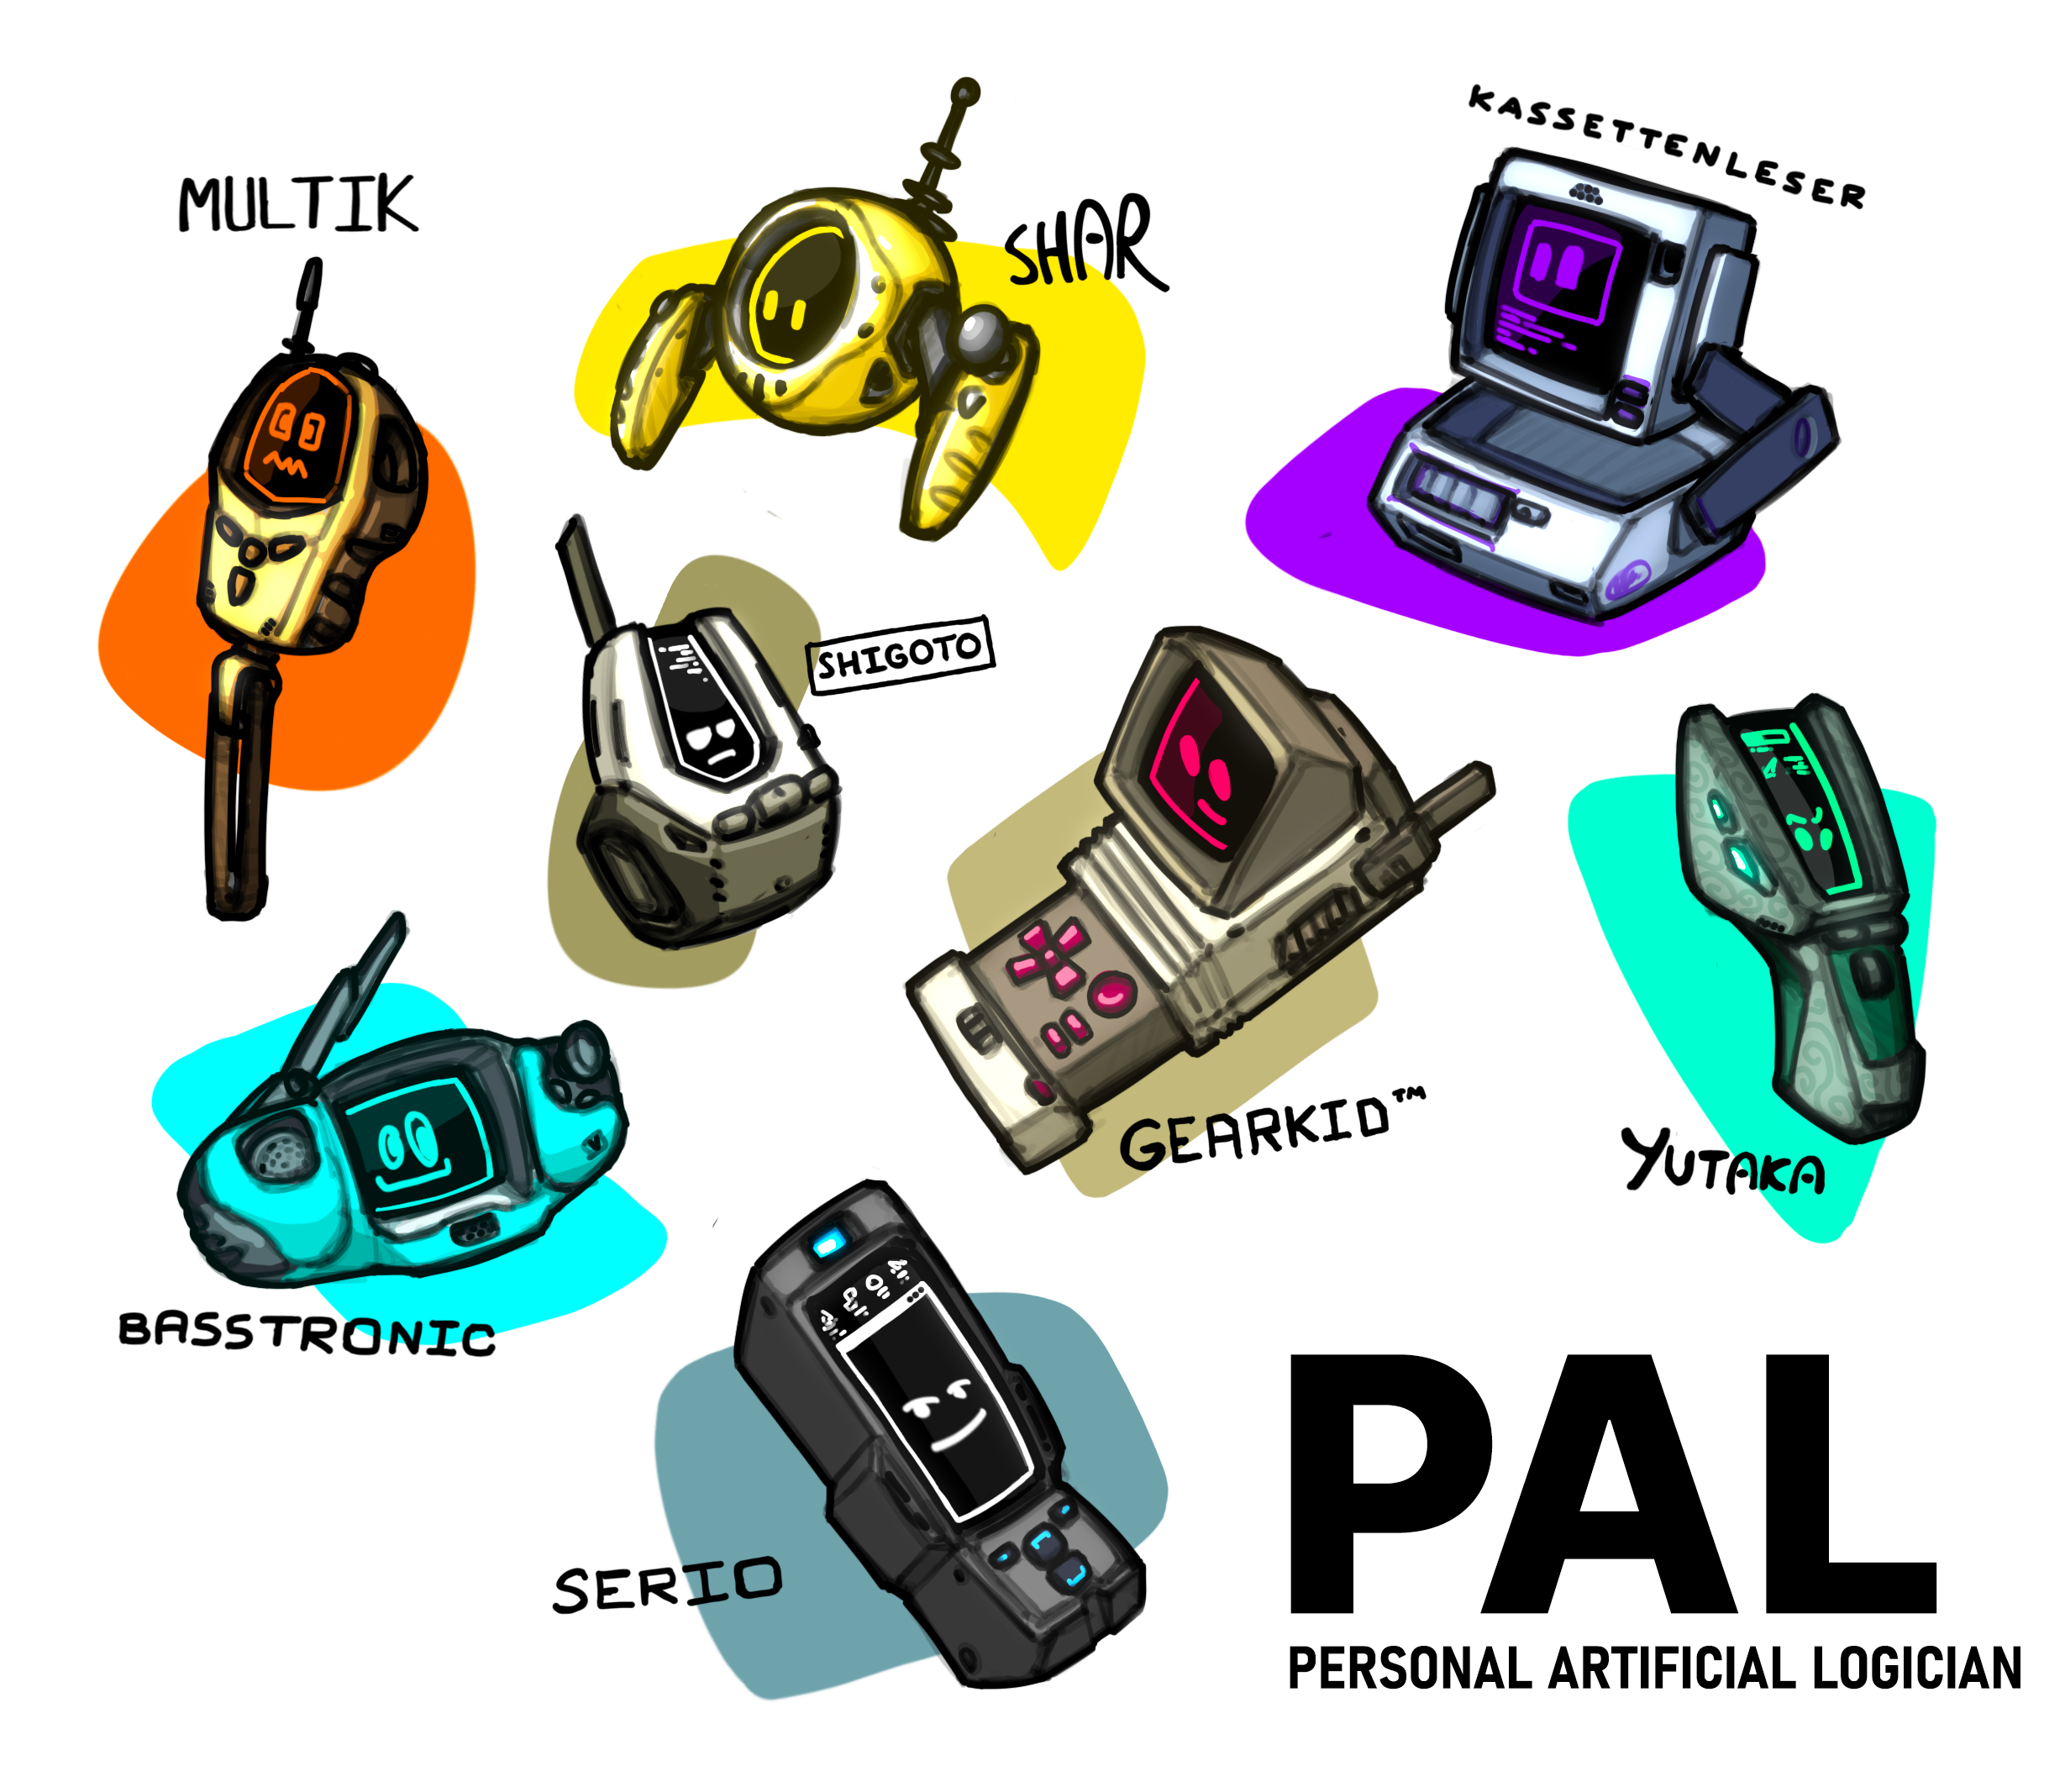 MULTIK
SHAR
KASSETTENLESER
SHIGOTO
GEARKID™
YUTAKA
BASSTRONIC
SERIO
PAL
PERSONAL ARTIFICIAL LOGICIAN